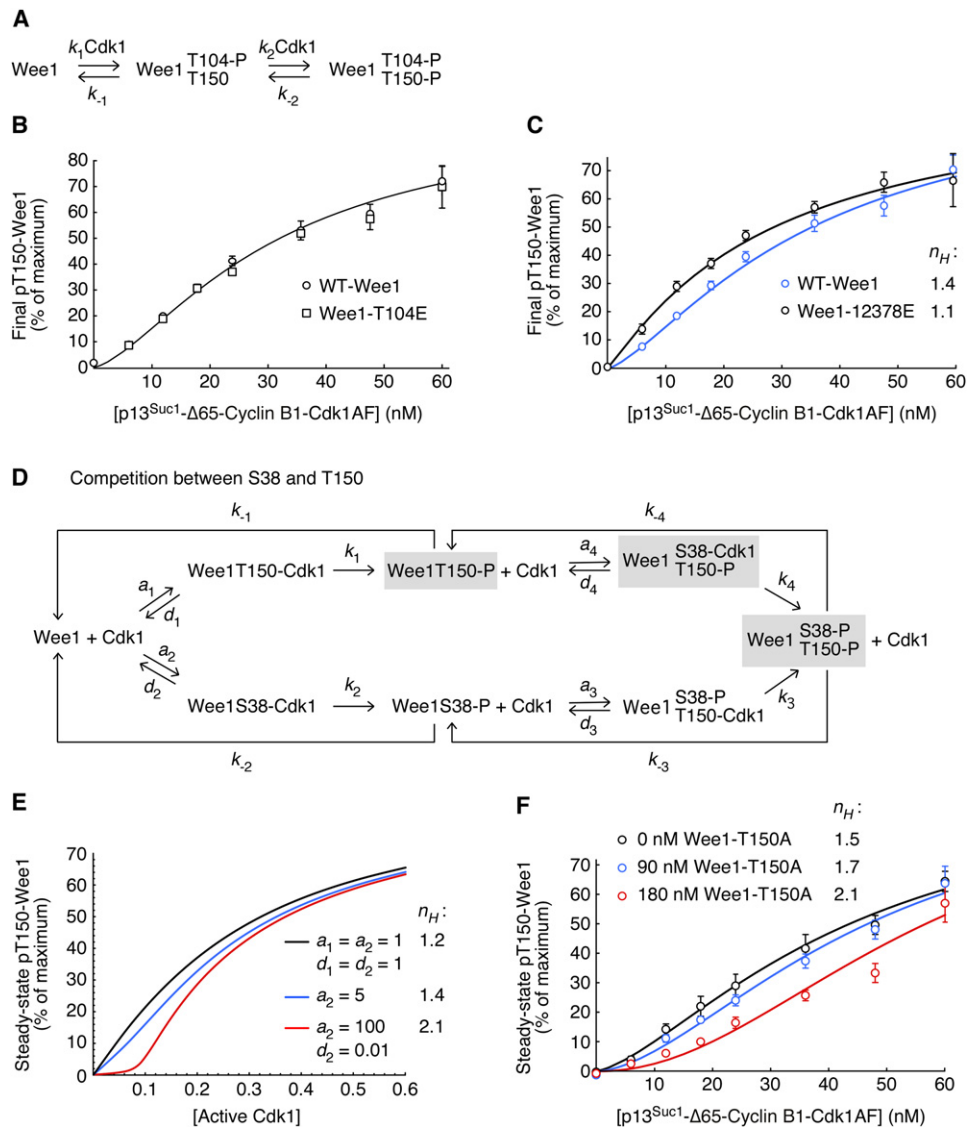 A
Wee1 k1Cdk1 k-1 Wee1 T104-P T150 k2Cdk1 k-2 Wee1 T104-P T150-P
B
Final pT150-Wee1
(% of maximum)
80
70
60
50
40
30
20
10
0
12 24 36 48 60
WT-Wee1
Wee1-T104E
[p13Suc1-Δ65-Cyclin B1-Cdk1AF] (nM)
C
Final pT150-Wee1
(% of maximum)
70
60
50
40
30
20
10
0
0 10 20 30 40 50 60
nH:
WT-Wee1 1.4
Wee1-12378E 1.1
[p13Suc1-Δ65-Cyclin B1-Cdk1AF] (nM)
D Competition between S38 and T150
k-1 k-4
Wee1T150-Cdk1 k1 Wee1T150-P + Cdk1 a4 d4 Wee1 S38-Cdk1 T150-P
a1 d1 k4
Wee1 + Cdk1 Wee1 S38-P T150-P + Cdk1
a2 d2 k3
Wee1S38-Cdk1 k2 Wee1S38-P + Cdk1 a3 d3 Wee1 S38-P T150-Cdk1
k-2 k-3
E
Steady-state pT150-Wee1
(% of maximum)
70
60
50
40
30
20
10
0
0.1 0.2 0.3 0.4 0.5 0.6
nH:
a1 = a2 = 1 1.2
d1 = d2 = 1
a2 = 5 1.4
a2 = 100 2.1
d2 = 0.01
[Active Cdk1]
F
nH:
0 nM Wee1-T150A 1.5
90 nM Wee1-T150A 1.7
180 nM Wee1-T150A 2.1
Steady-state pT150-Wee1
(% of maximum)
70
60
50
40
30
20
10
0
0 10 20 30 40 50 60
[p13Suc1-Δ65-Cyclin B1-Cdk1AF] (nM)